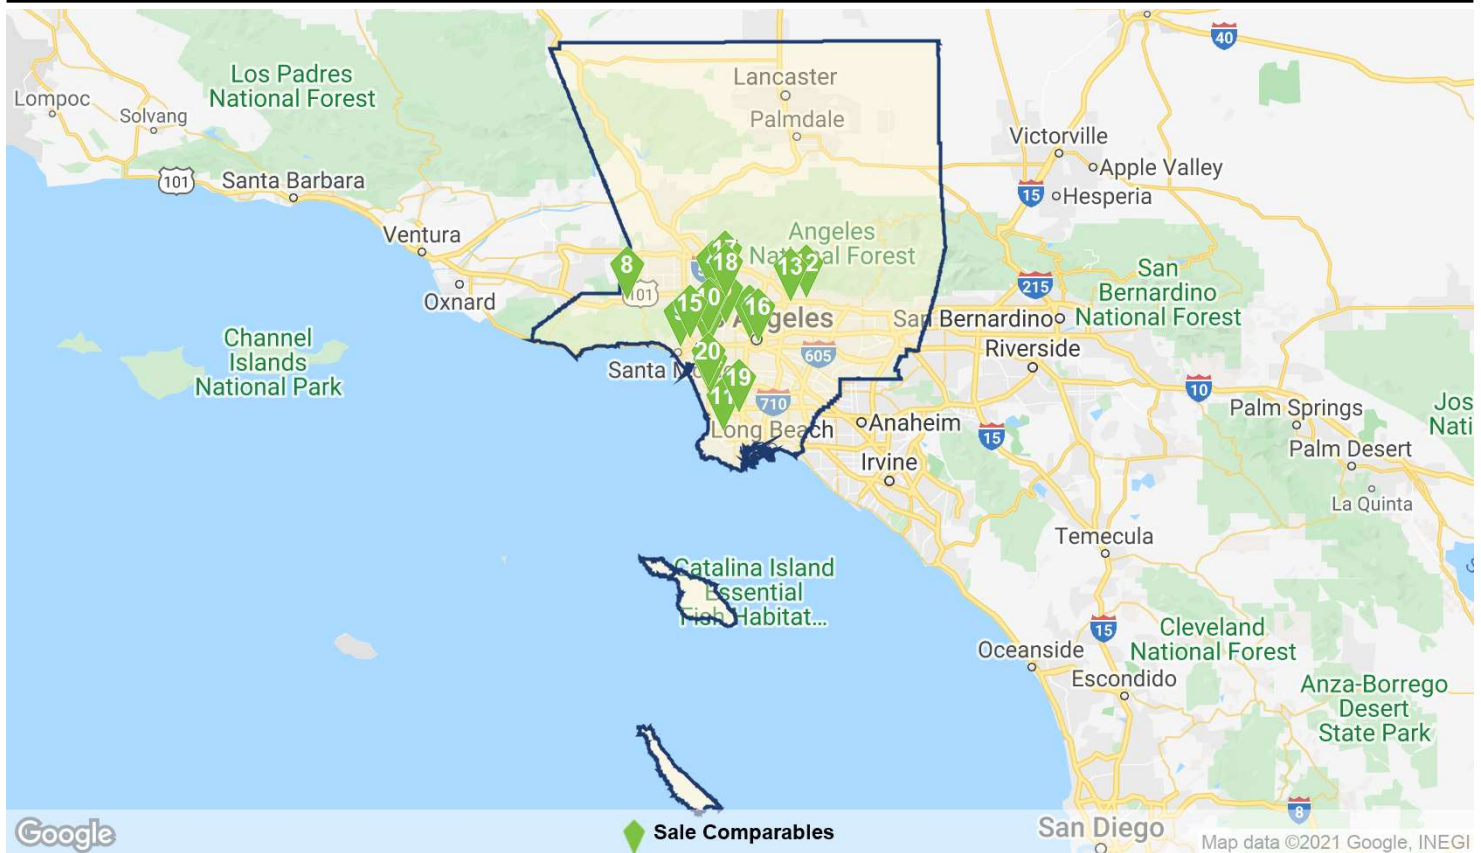 40
Los Padres
National Forest
Lancaster
Lompoc
Solvang
Palmdale
Victorville
Apple Valley
101
Santa Barbara
15
Hesperia
Ventura
Angeles
National Forest
17
18
13
2
8
101
San
Bernardino
National Forest
215
Oxnard
15
10
16
Los Angeles
San Bernardino
Channel
Islands
National Park
Riverside
605
20
Santa Mo
19
10
11
710
Palm Springs
Long Beach
Anaheim
15
Palm Desert
Irvine
La Quinta
Temecula
Catalina Island
Essential
Fish Habitat...
15
Cleveland
National Forest
Oceanside
Escondido
Anza-Borrego
Desert
State Park
8
Google
Sale Comparables
San Diego
Map data ©2021 Google, INEGI